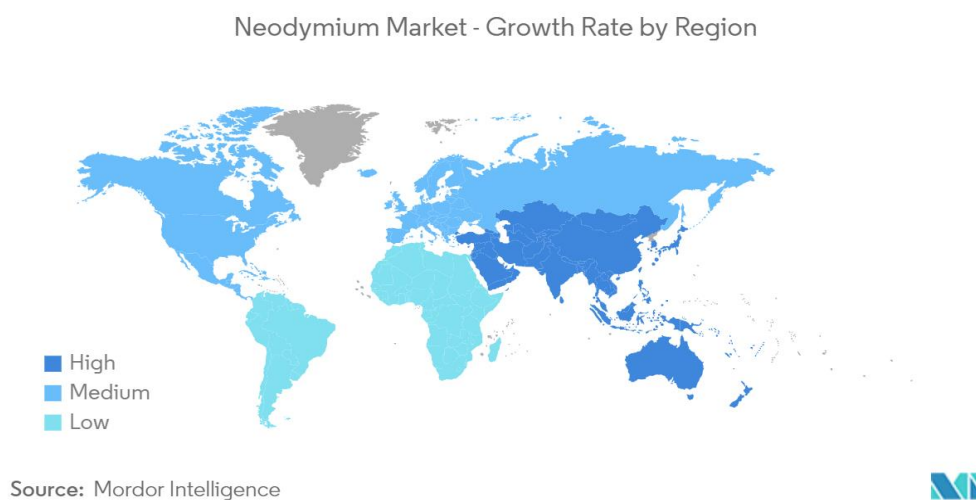 Neodymium Market - Growth Rate by Region
High
Medium
Low
Source: Mordor Intelligence